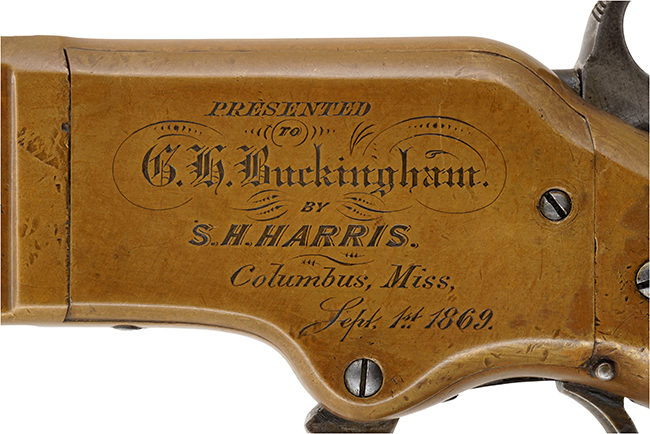 PRESENTED
TO
G.H.Buckingham.
BY
S.H.HARRIS.
Columbus, Miss,
Sept. 1st 1869.